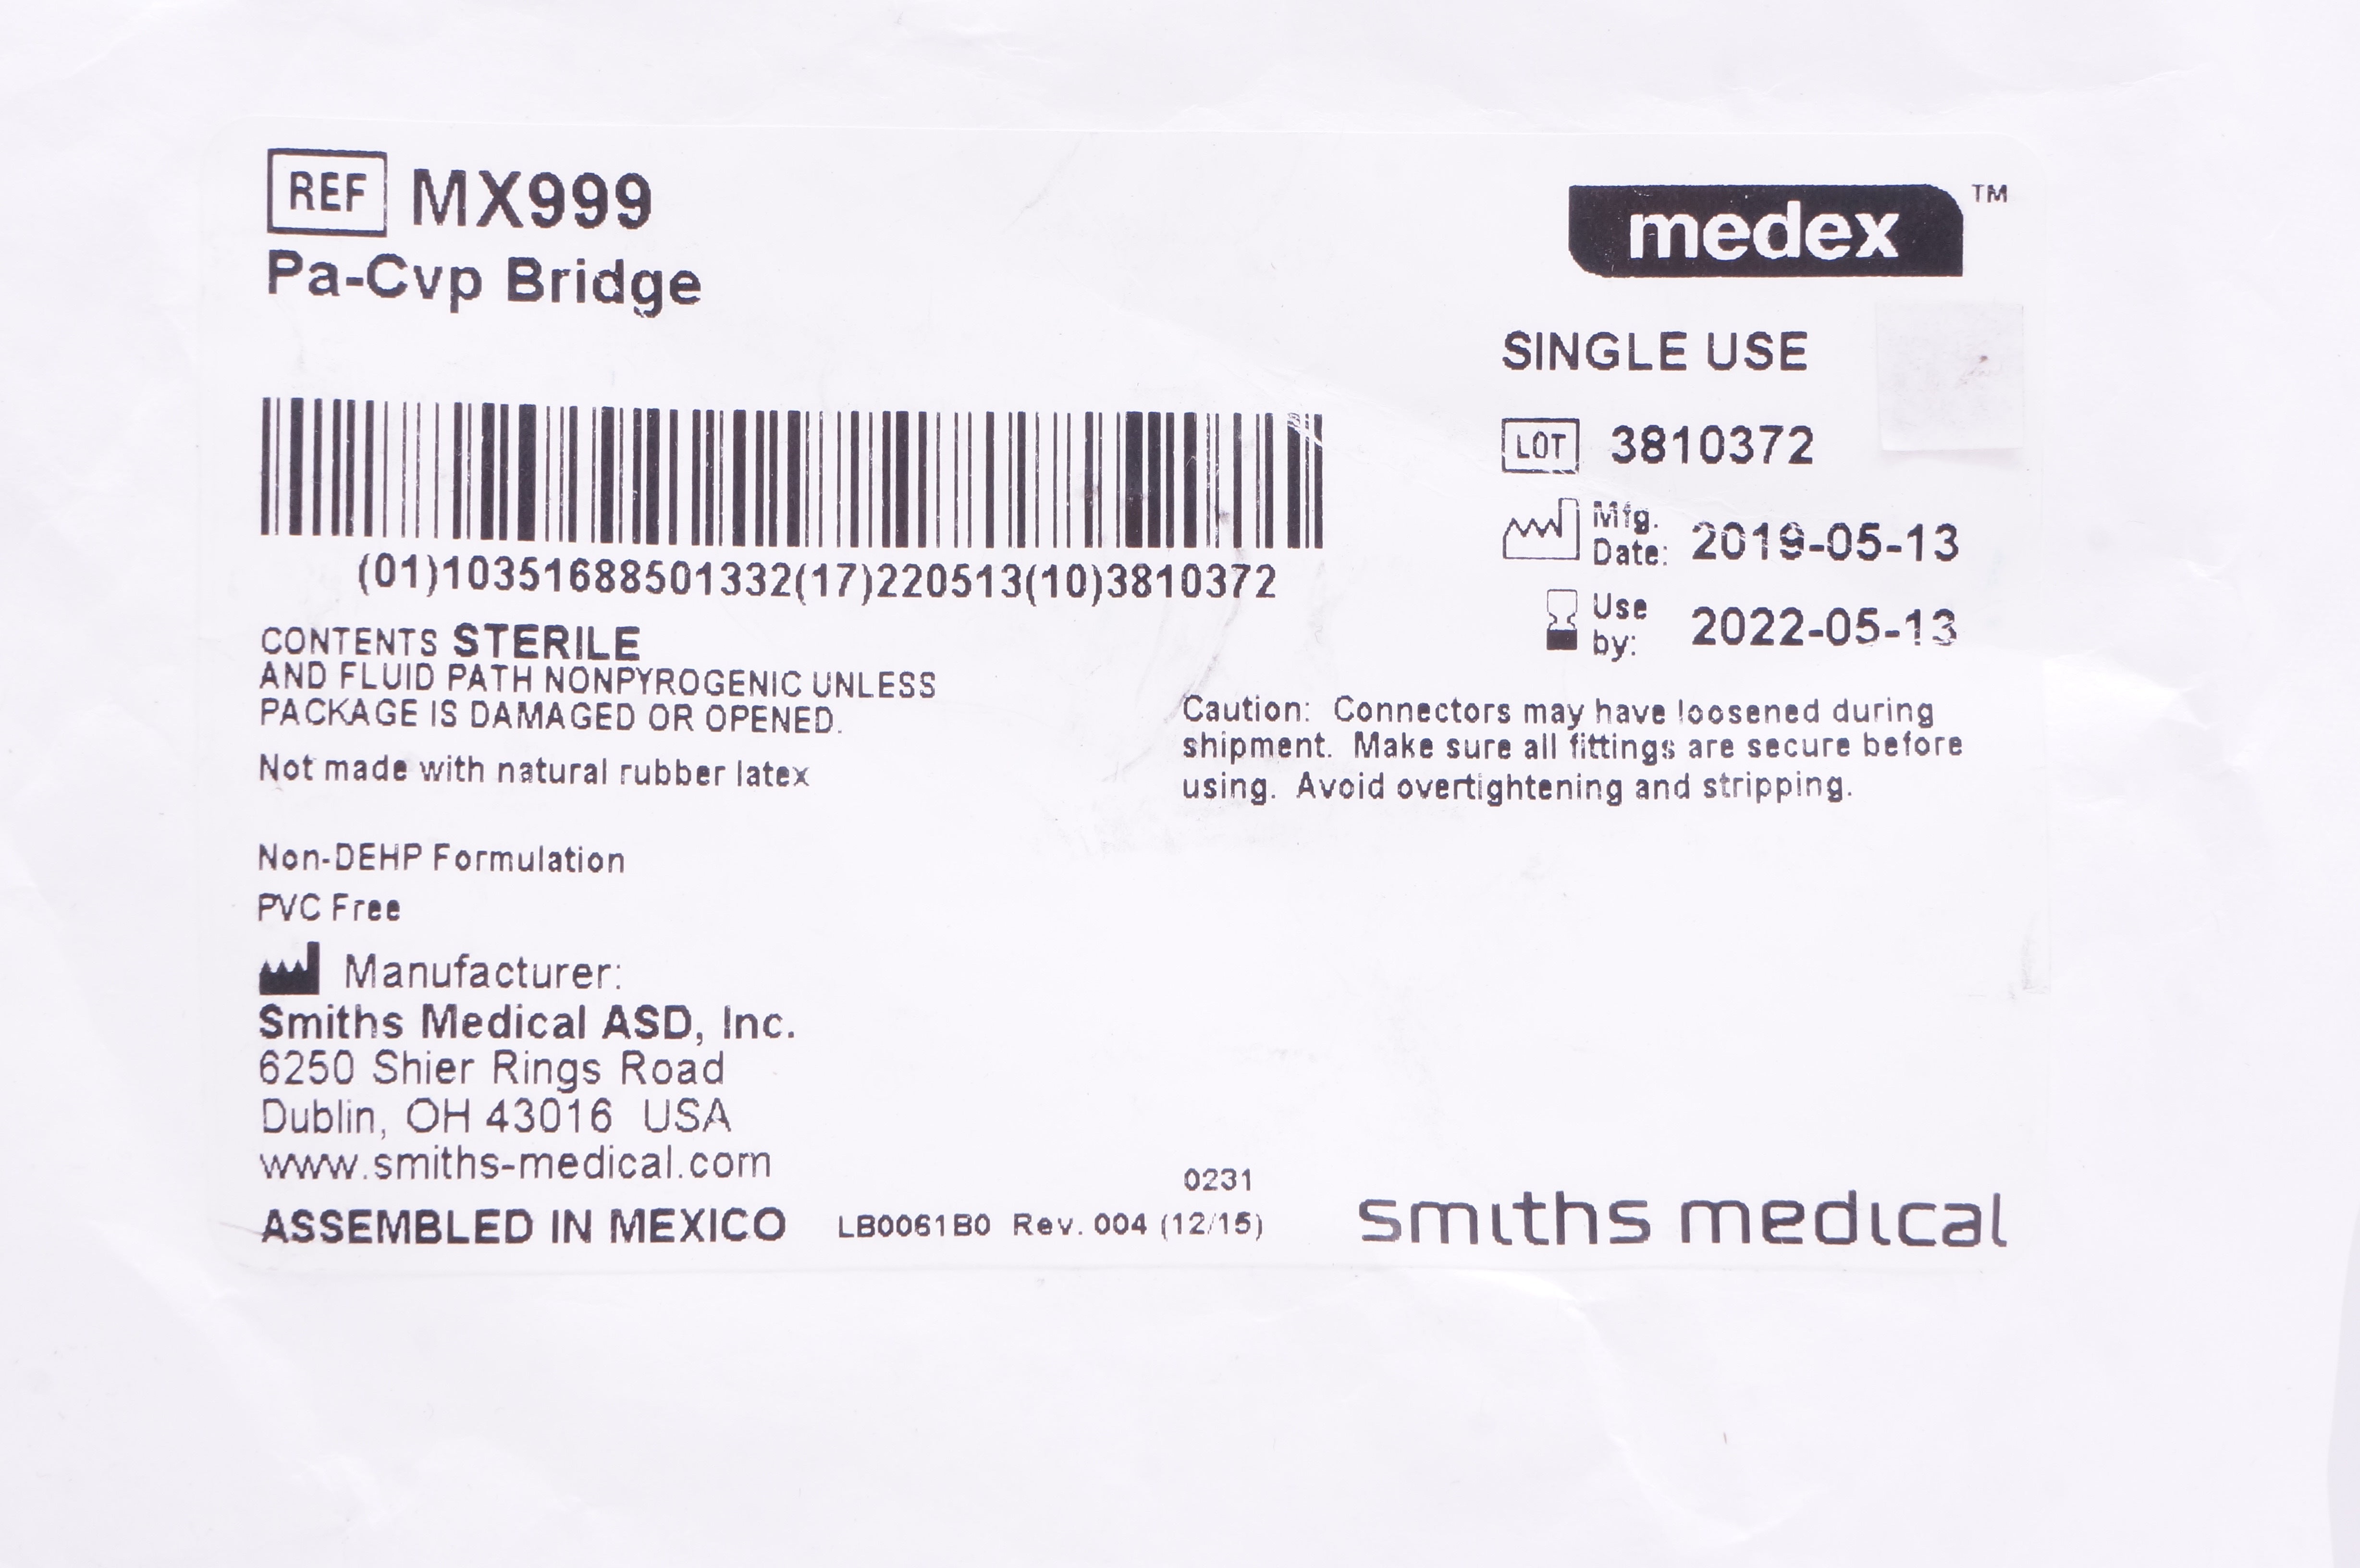 REF MX999
Pa-Cvp Bridge
medex ™
SINGLE USE
LOT 3810372
Mfg. Date: 2019-05-13
Use by: 2022-05-13
(01)10351688501332(17)220513(10)3810372
CONTENTS STERILE
AND FLUID PATH NONPYROGENIC UNLESS
PACKAGE IS DAMAGED OR OPENED.
Not made with natural rubber latex
Caution: Connectors may have loosened during
shipment. Make sure all fittings are secure before
using. Avoid overtightening and stripping.
Non-DEHP Formulation
PVC Free
Manufacturer:
Smiths Medical ASD, Inc.
6250 Shier Rings Road
Dublin, OH 43016 USA
www.smiths-medical.com
0231
ASSEMBLED IN MEXICO LB0061B0 Rev. 004 (12/15)
smiths medical